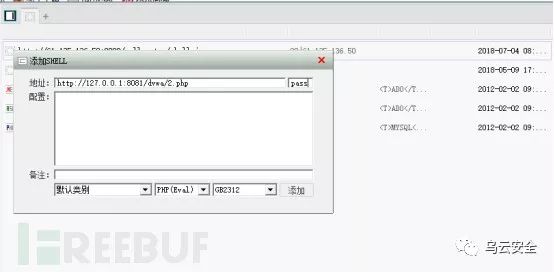 2018-07-04 08:...
添加SHELL
2018-05-09 17:...
地址: http://127.0.0.1:8081/dvwa/2.php pass
配置:
<T>ABO</T... 2012-02-02 09:...
<T>ABO</T... 2012-02-02 09:...
<T>MYSQL<... 2012-02-02 09:...
备注:
默认类别 PHP(Eval) GB2312 添加
REEBUF
乌云安全